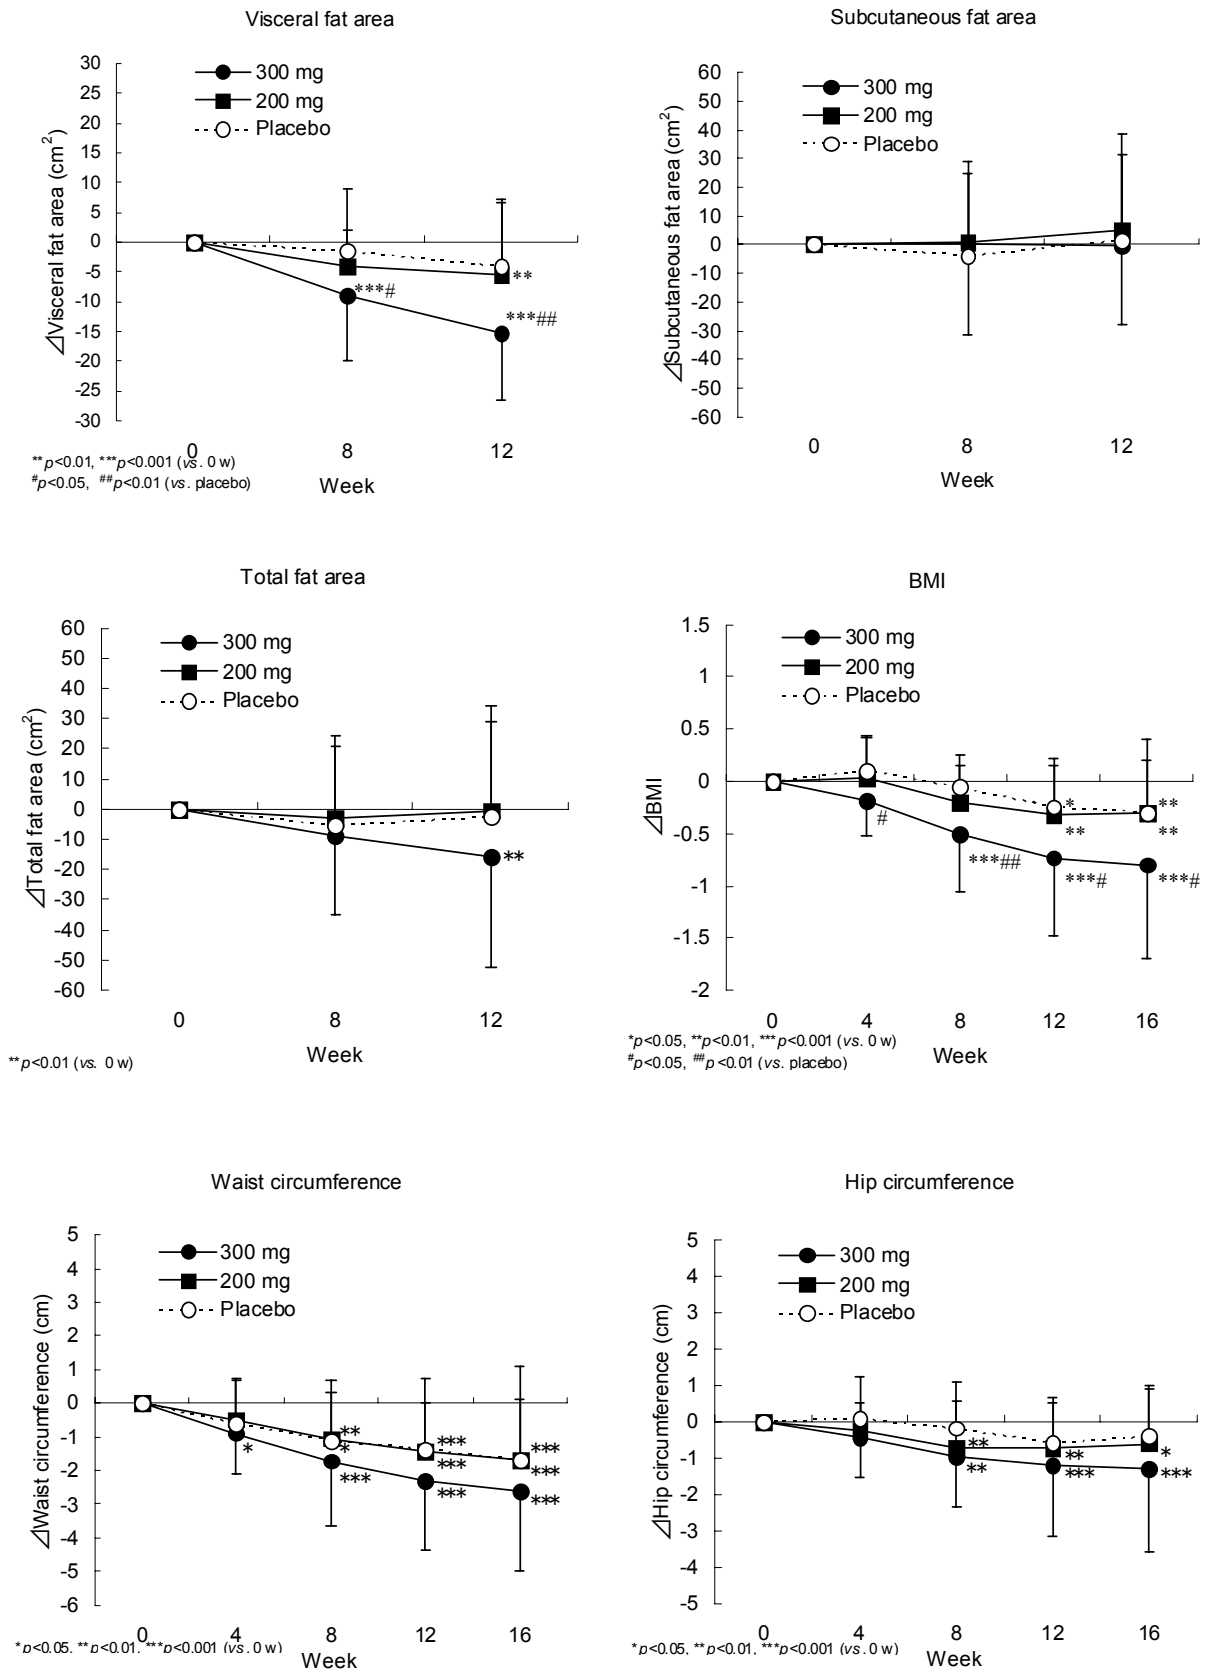 Visceral fat area
30
25
20
15
10
5
0
-5
-10
-15
-20
-25
-30
⊿Visceral fat area (cm²)
300 mg
200 mg
Placebo
***#
**
***##
0
8
12
Week
**p<0.01, ***p<0.001 (vs. 0 w)
#p<0.05, ##p<0.01 (vs. placebo)
Subcutaneous fat area
60
50
40
30
20
10
0
-10
-20
-30
-40
-50
-60
⊿Subcutaneous fat area (cm²)
300 mg
200 mg
Placebo
0
8
12
Week
Total fat area
60
50
40
30
20
10
0
-10
-20
-30
-40
-50
-60
⊿Total fat area (cm²)
300 mg
200 mg
Placebo
**
0
8
12
Week
**p<0.01 (vs. 0 w)
BMI
1.5
1
0.5
0
-0.5
-1
-1.5
-2
⊿BMI
300 mg
200 mg
Placebo
*
**
#
**
**
***##
***#
***#
0
4
8
12
16
Week
*p<0.05, **p<0.01, ***p<0.001 (vs. 0 w)
#p<0.05, ##p<0.01 (vs. placebo)
Waist circumference
5
4
3
2
1
0
-1
-2
-3
-4
-5
-6
⊿Waist circumference (cm)
300 mg
200 mg
Placebo
*
**
*
***
***
***
***
***
***
***
0
4
8
12
16
Week
*p<0.05. **p<0.01. ***p<0.001 (vs. 0 w)
Hip circumference
5
4
3
2
1
0
-1
-2
-3
-4
-5
⊿Hip circumference (cm)
300 mg
200 mg
Placebo
**
**
**
***
*
***
0
4
8
12
16
Week
*p<0.05, **p<0.01, ***p<0.001 (vs. 0 w)